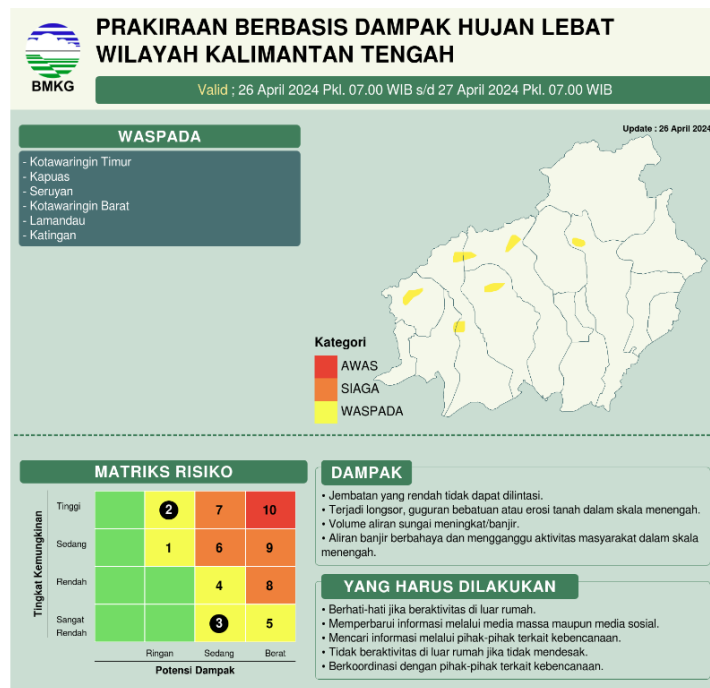 PRAKIRAAN BERBASIS DAMPAK HUJAN LEBAT
WILAYAH KALIMANTAN TENGAH
BMKG
Valid ; 26 April 2024 Pkl. 07.00 WIB s/d 27 April 2024 Pkl. 07.00 WIB
WASPADA
- Kotawaringin Timur
- Kapuas
- Seruyan
- Kotawaringin Barat
- Lamandau
- Katingan
Update : 26 April 2024
Kategori
AWAS
SIAGA
WASPADA
MATRIKS RISIKO
Tingkat Kemungkinan
Tinggi
2
7
10
Sedang
1
6
9
Rendah
4
8
Sangat
Rendah
3
5
Ringan
Sedang
Berat
Potensi Dampak
DAMPAK
• Jembatan yang rendah tidak dapat dilintasi.
• Terjadi longsor, guguran bebatuan atau erosi tanah dalam skala menengah.
• Volume aliran sungai meningkat/banjir.
• Aliran banjir berbahaya dan mengganggu aktivitas masyarakat dalam skala
menengah.
YANG HARUS DILAKUKAN
• Berhati-hati jika beraktivitas di luar rumah.
• Memperbarui informasi melalui media massa maupun media sosial.
• Mencari informasi melalui pihak-pihak terkait kebencanaan.
• Tidak beraktivitas di luar rumah jika tidak mendesak.
• Berkoordinasi dengan pihak-pihak terkait kebencanaan.